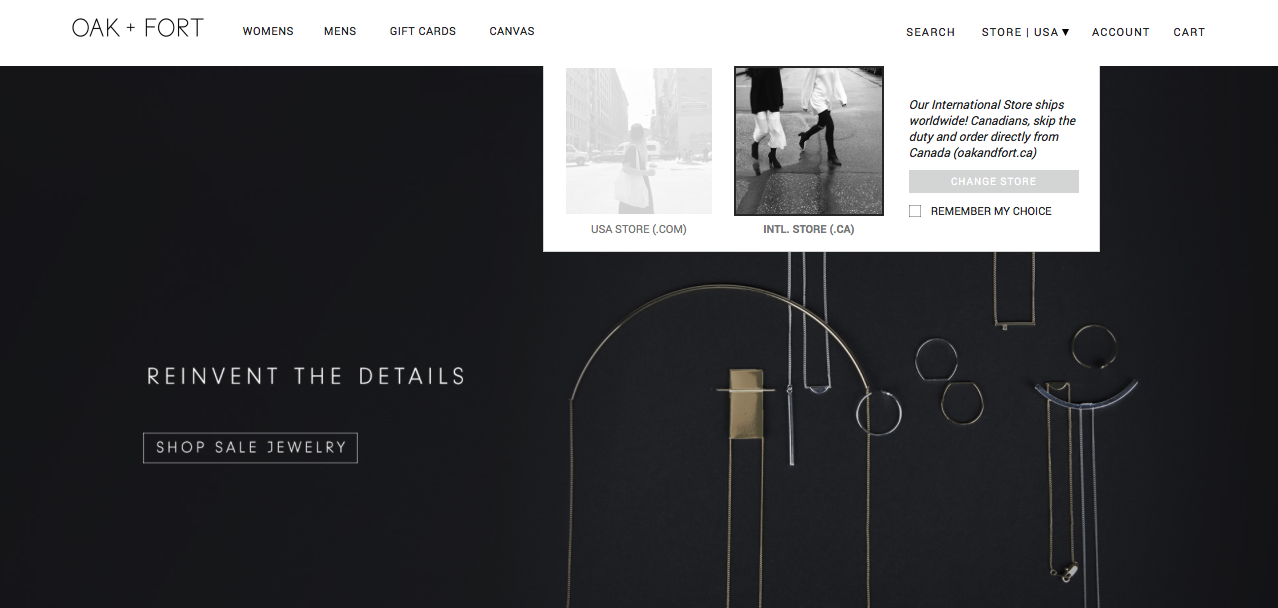 OAK + FORT
WOMENS
MENS
GIFT CARDS
CANVAS
SEARCH
STORE | USA ▼
ACCOUNT
CART
USA STORE (.COM)
INTL. STORE (.CA)
Our International Store ships
worldwide! Canadians, skip the
duty and order directly from
Canada (oakandfort.ca)
CHANGE STORE
REMEMBER MY CHOICE
REINVENT THE DETAILS
SHOP SALE JEWELRY